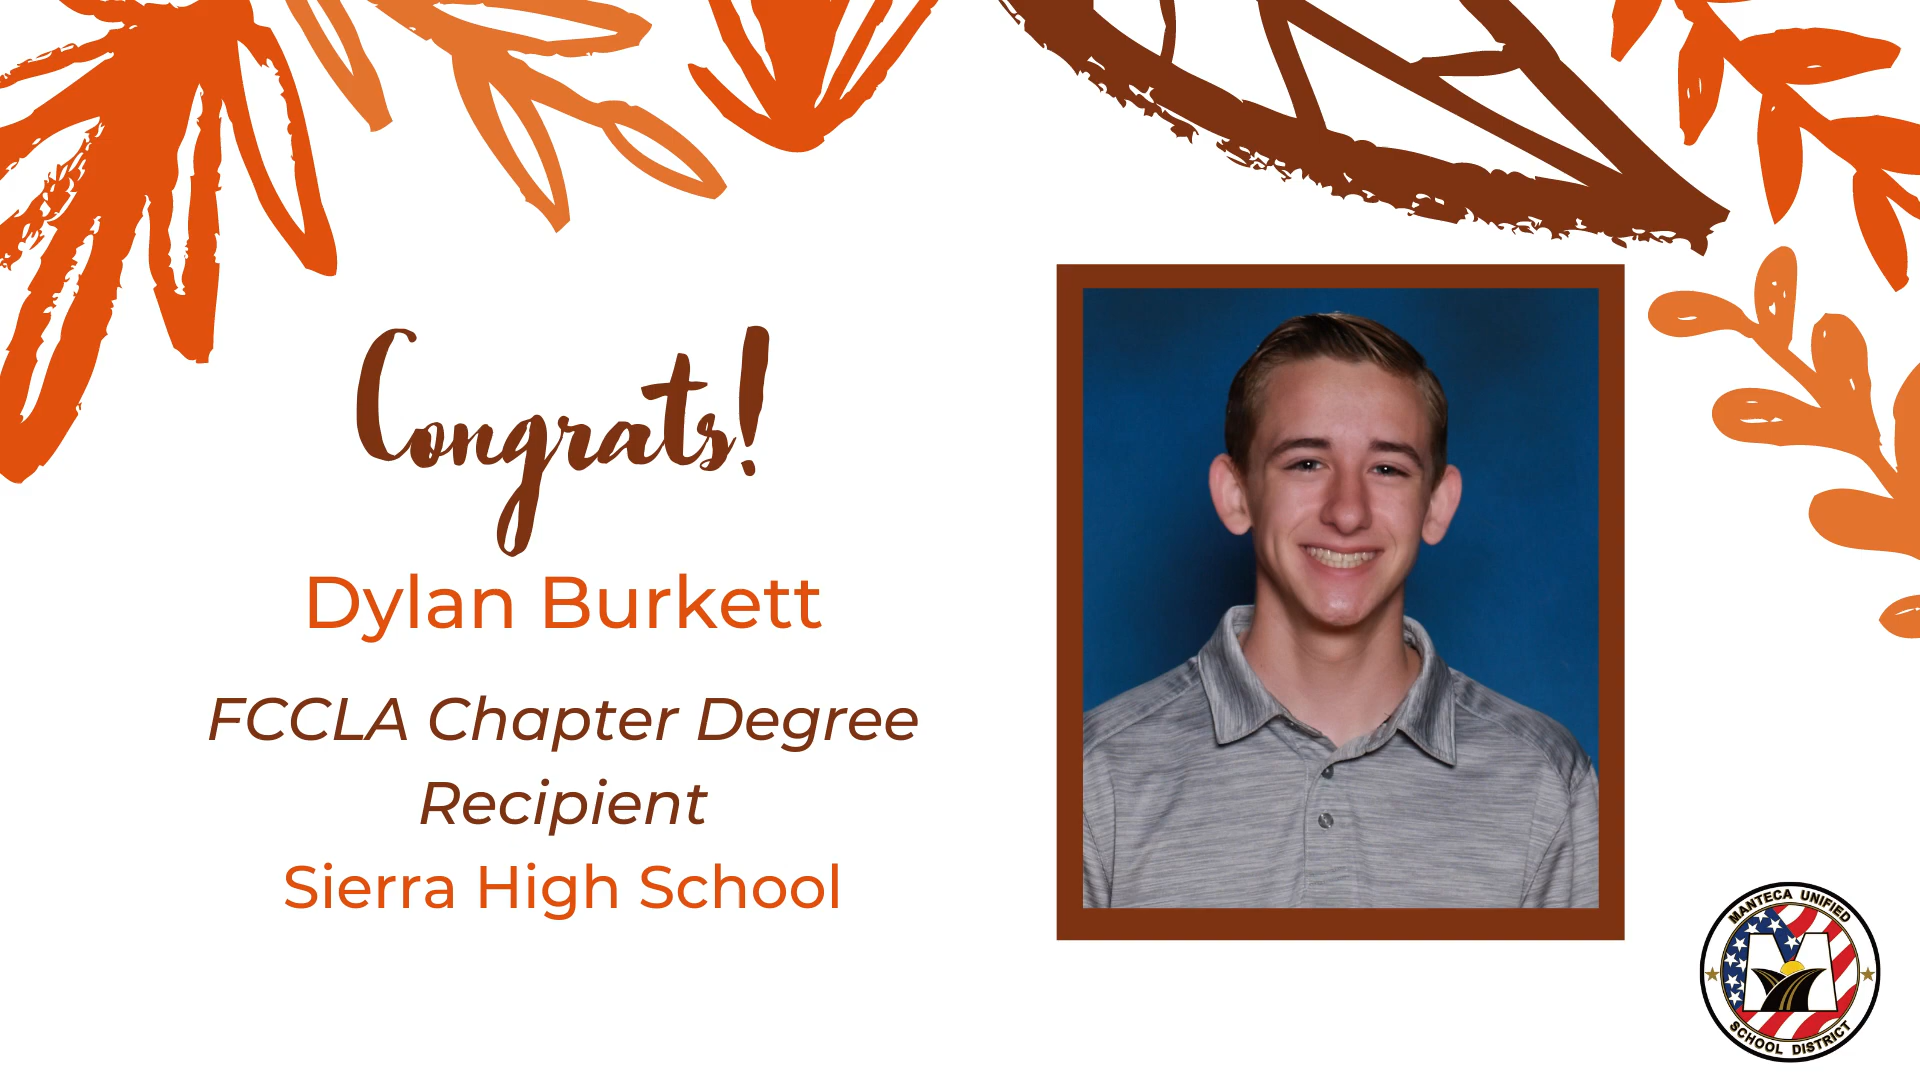 Congrats!
Dylan Burkett
FCCLA Chapter Degree
Recipient
Sierra High School
MANTECA UNIFIED
SCHOOL DISTRICT